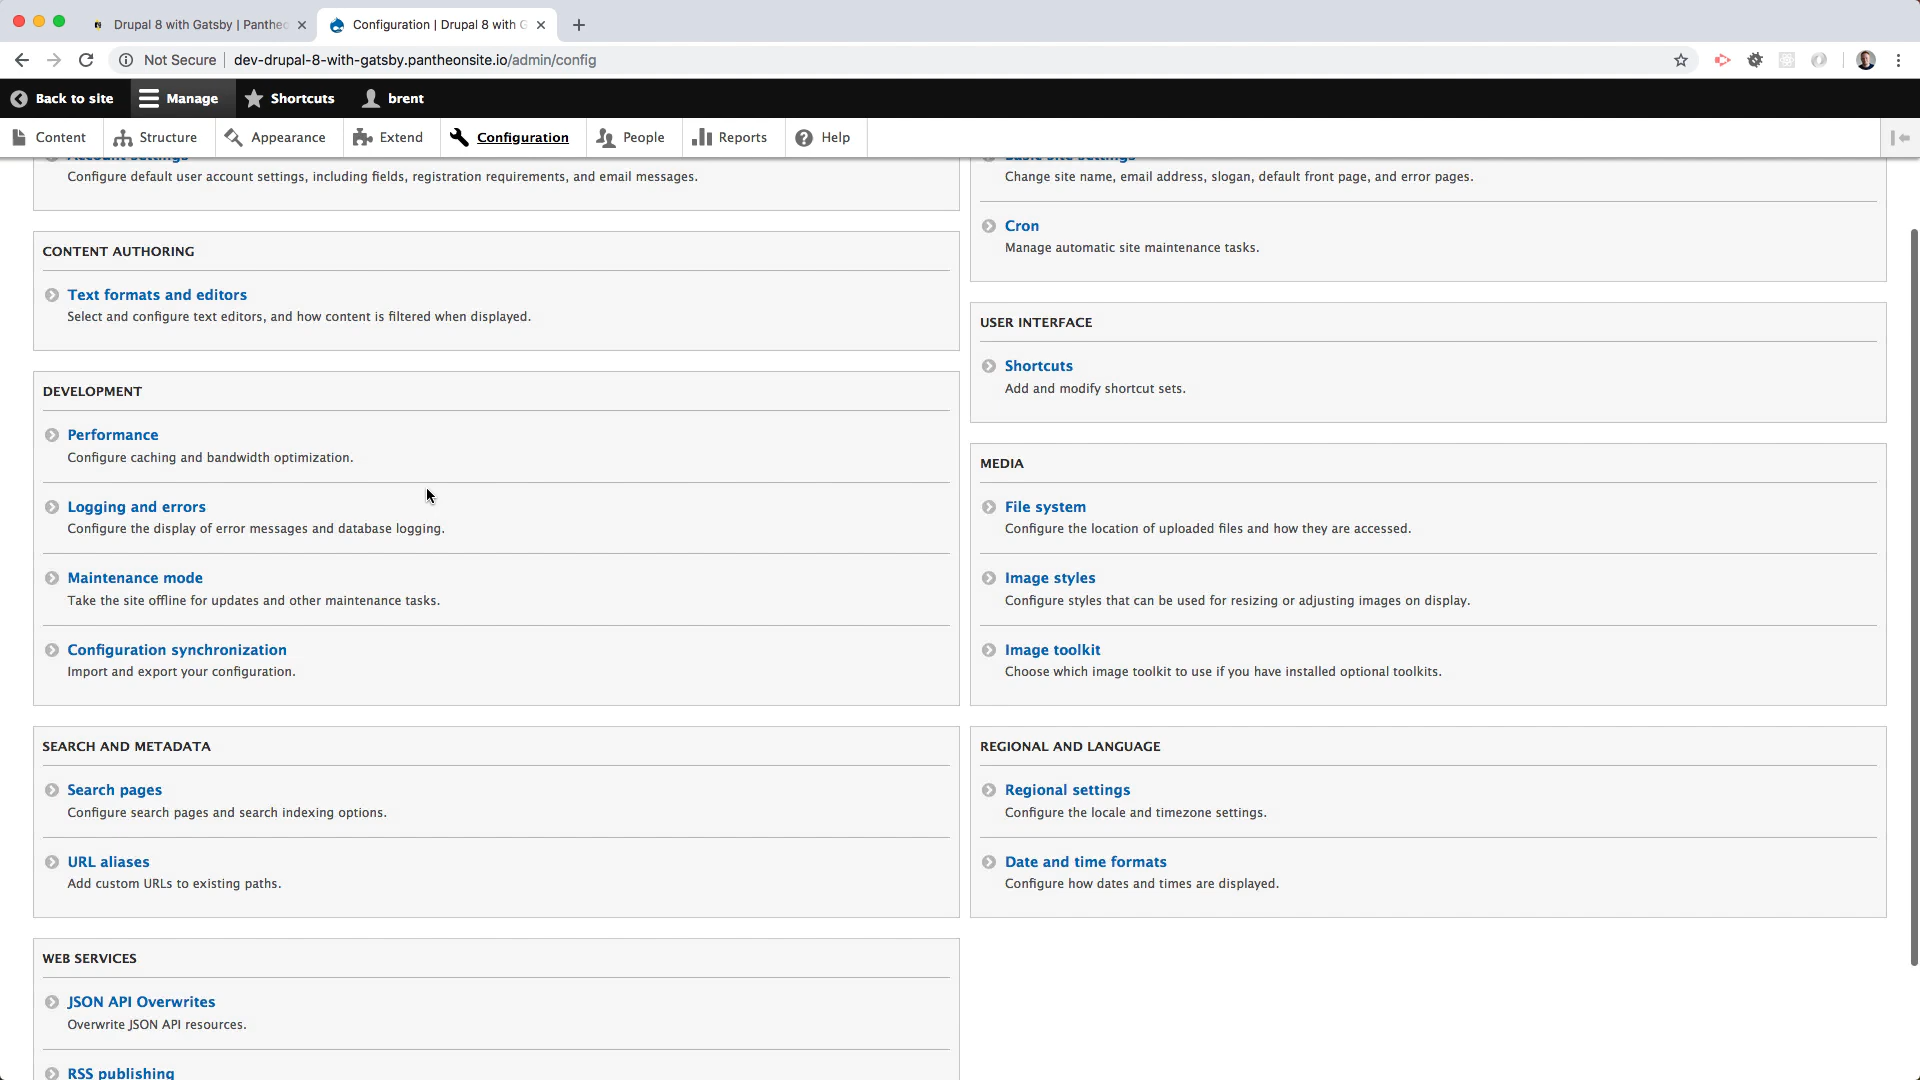 Drupal 8 with Gatsby | Panthe
Configuration | Drupal 8 with G
Not Secure
dev-drupal-8-with-gatsby.pantheonsite.io/admin/config
Back to site
Manage
Shortcuts
brent
Content
Structure
Appearance
Extend
Configuration
People
Reports
Help
Account settings
Configure default user account settings, including fields, registration requirements, and email messages.
CONTENT AUTHORING
Text formats and editors
Select and configure text editors, and how content is filtered when displayed.
DEVELOPMENT
Performance
Configure caching and bandwidth optimization.
Logging and errors
Configure the display of error messages and database logging.
Maintenance mode
Take the site offline for updates and other maintenance tasks.
Configuration synchronization
Import and export your configuration.
SEARCH AND METADATA
Search pages
Configure search pages and search indexing options.
URL aliases
Add custom URLs to existing paths.
WEB SERVICES
JSON API Overwrites
Overwrite JSON API resources.
RSS publishing
Basic site settings
Change site name, email address, slogan, default front page, and error pages.
Cron
Manage automatic site maintenance tasks.
USER INTERFACE
Shortcuts
Add and modify shortcut sets.
MEDIA
File system
Configure the location of uploaded files and how they are accessed.
Image styles
Configure styles that can be used for resizing or adjusting images on display.
Image toolkit
Choose which image toolkit to use if you have installed optional toolkits.
REGIONAL AND LANGUAGE
Regional settings
Configure the locale and timezone settings.
Date and time formats
Configure how dates and times are displayed.